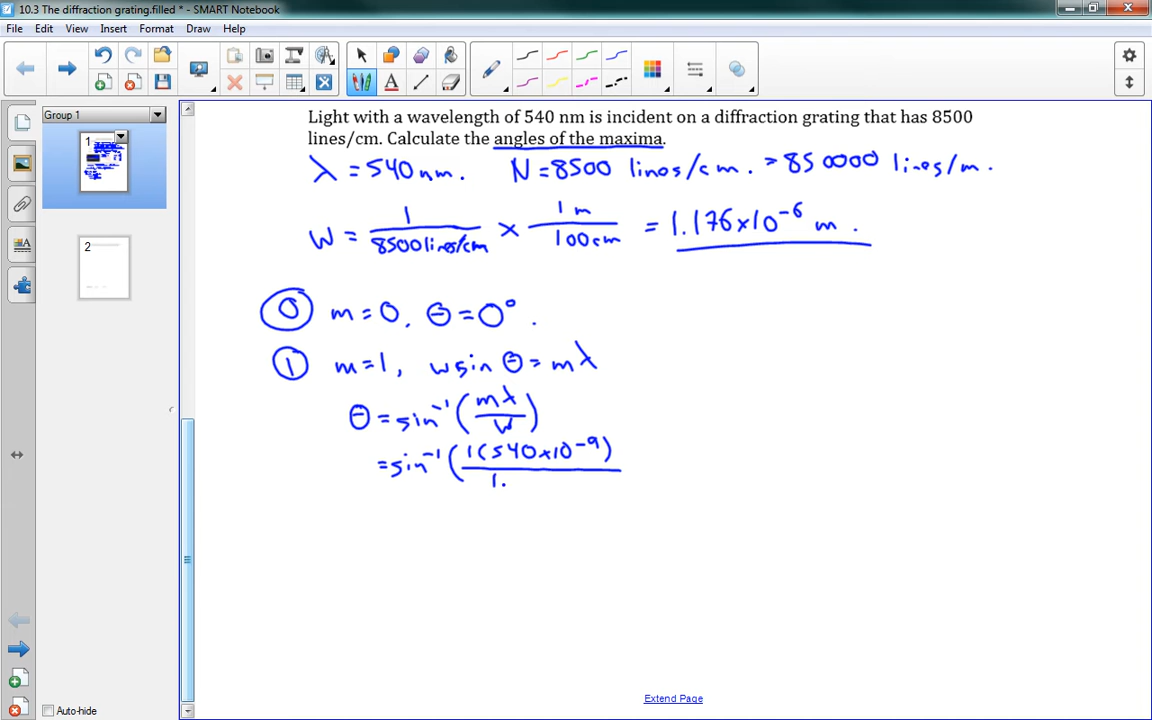 10.3 The diffraction grating.filled * - SMART Notebook
File Edit View Insert Format Draw Help
Group 1
1
2
Light with a wavelength of 540 nm is incident on a diffraction grating that has 8500
lines/cm. Calculate the angles of the maxima.
λ = 540 nm. N = 8500 lines/cm. > 850000 lines/m.
w = 1/8500 lines/cm × 1 m/100 cm = 1.176×10⁻⁶ m.
0 m = 0, θ = 0°.
1 m = 1, w sin θ = mλ
θ = sin⁻¹(mλ/w)
= sin⁻¹(1(540×10⁻⁹)/1.
Extend Page
Auto-hide